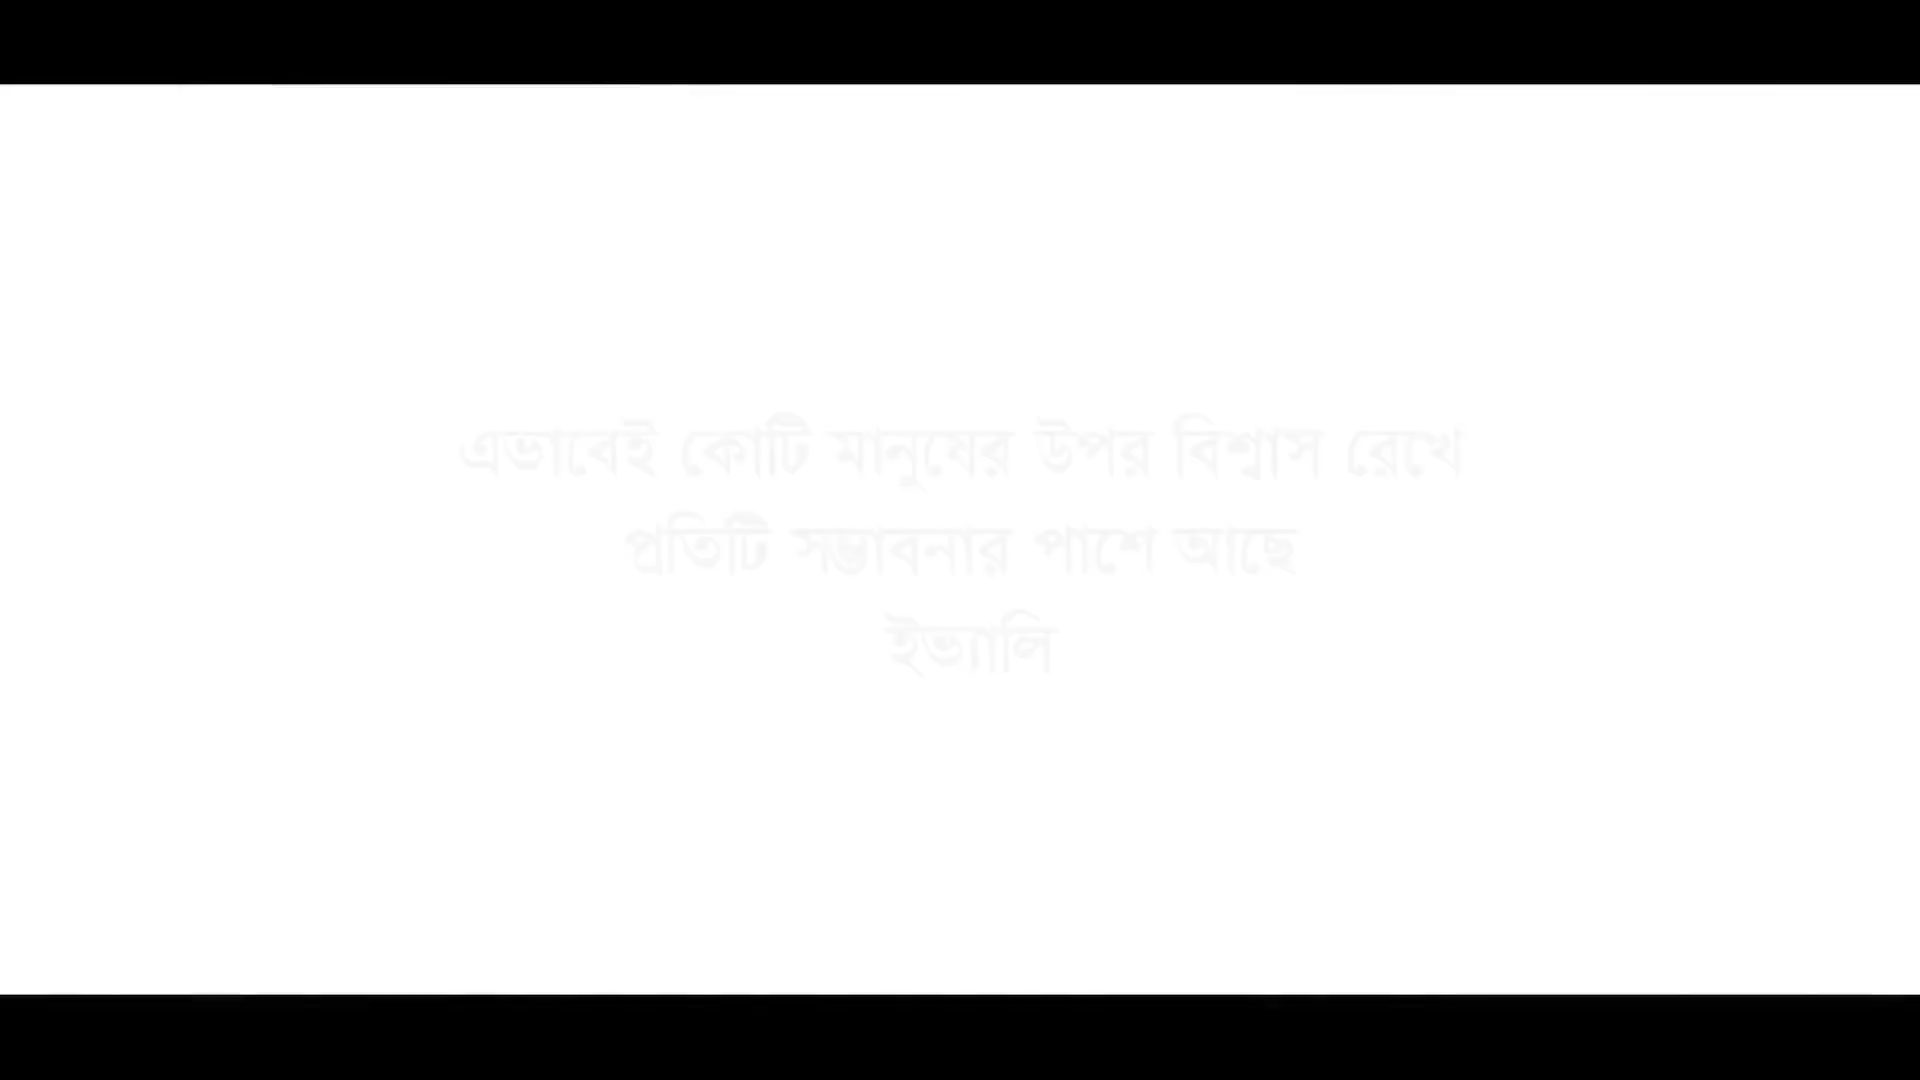 এভাবেই কোটি মানুষের উপর বিশ্বাস রেখে
প্রতিটি সম্ভাবনার পাশে আছে
ইভ্যালি